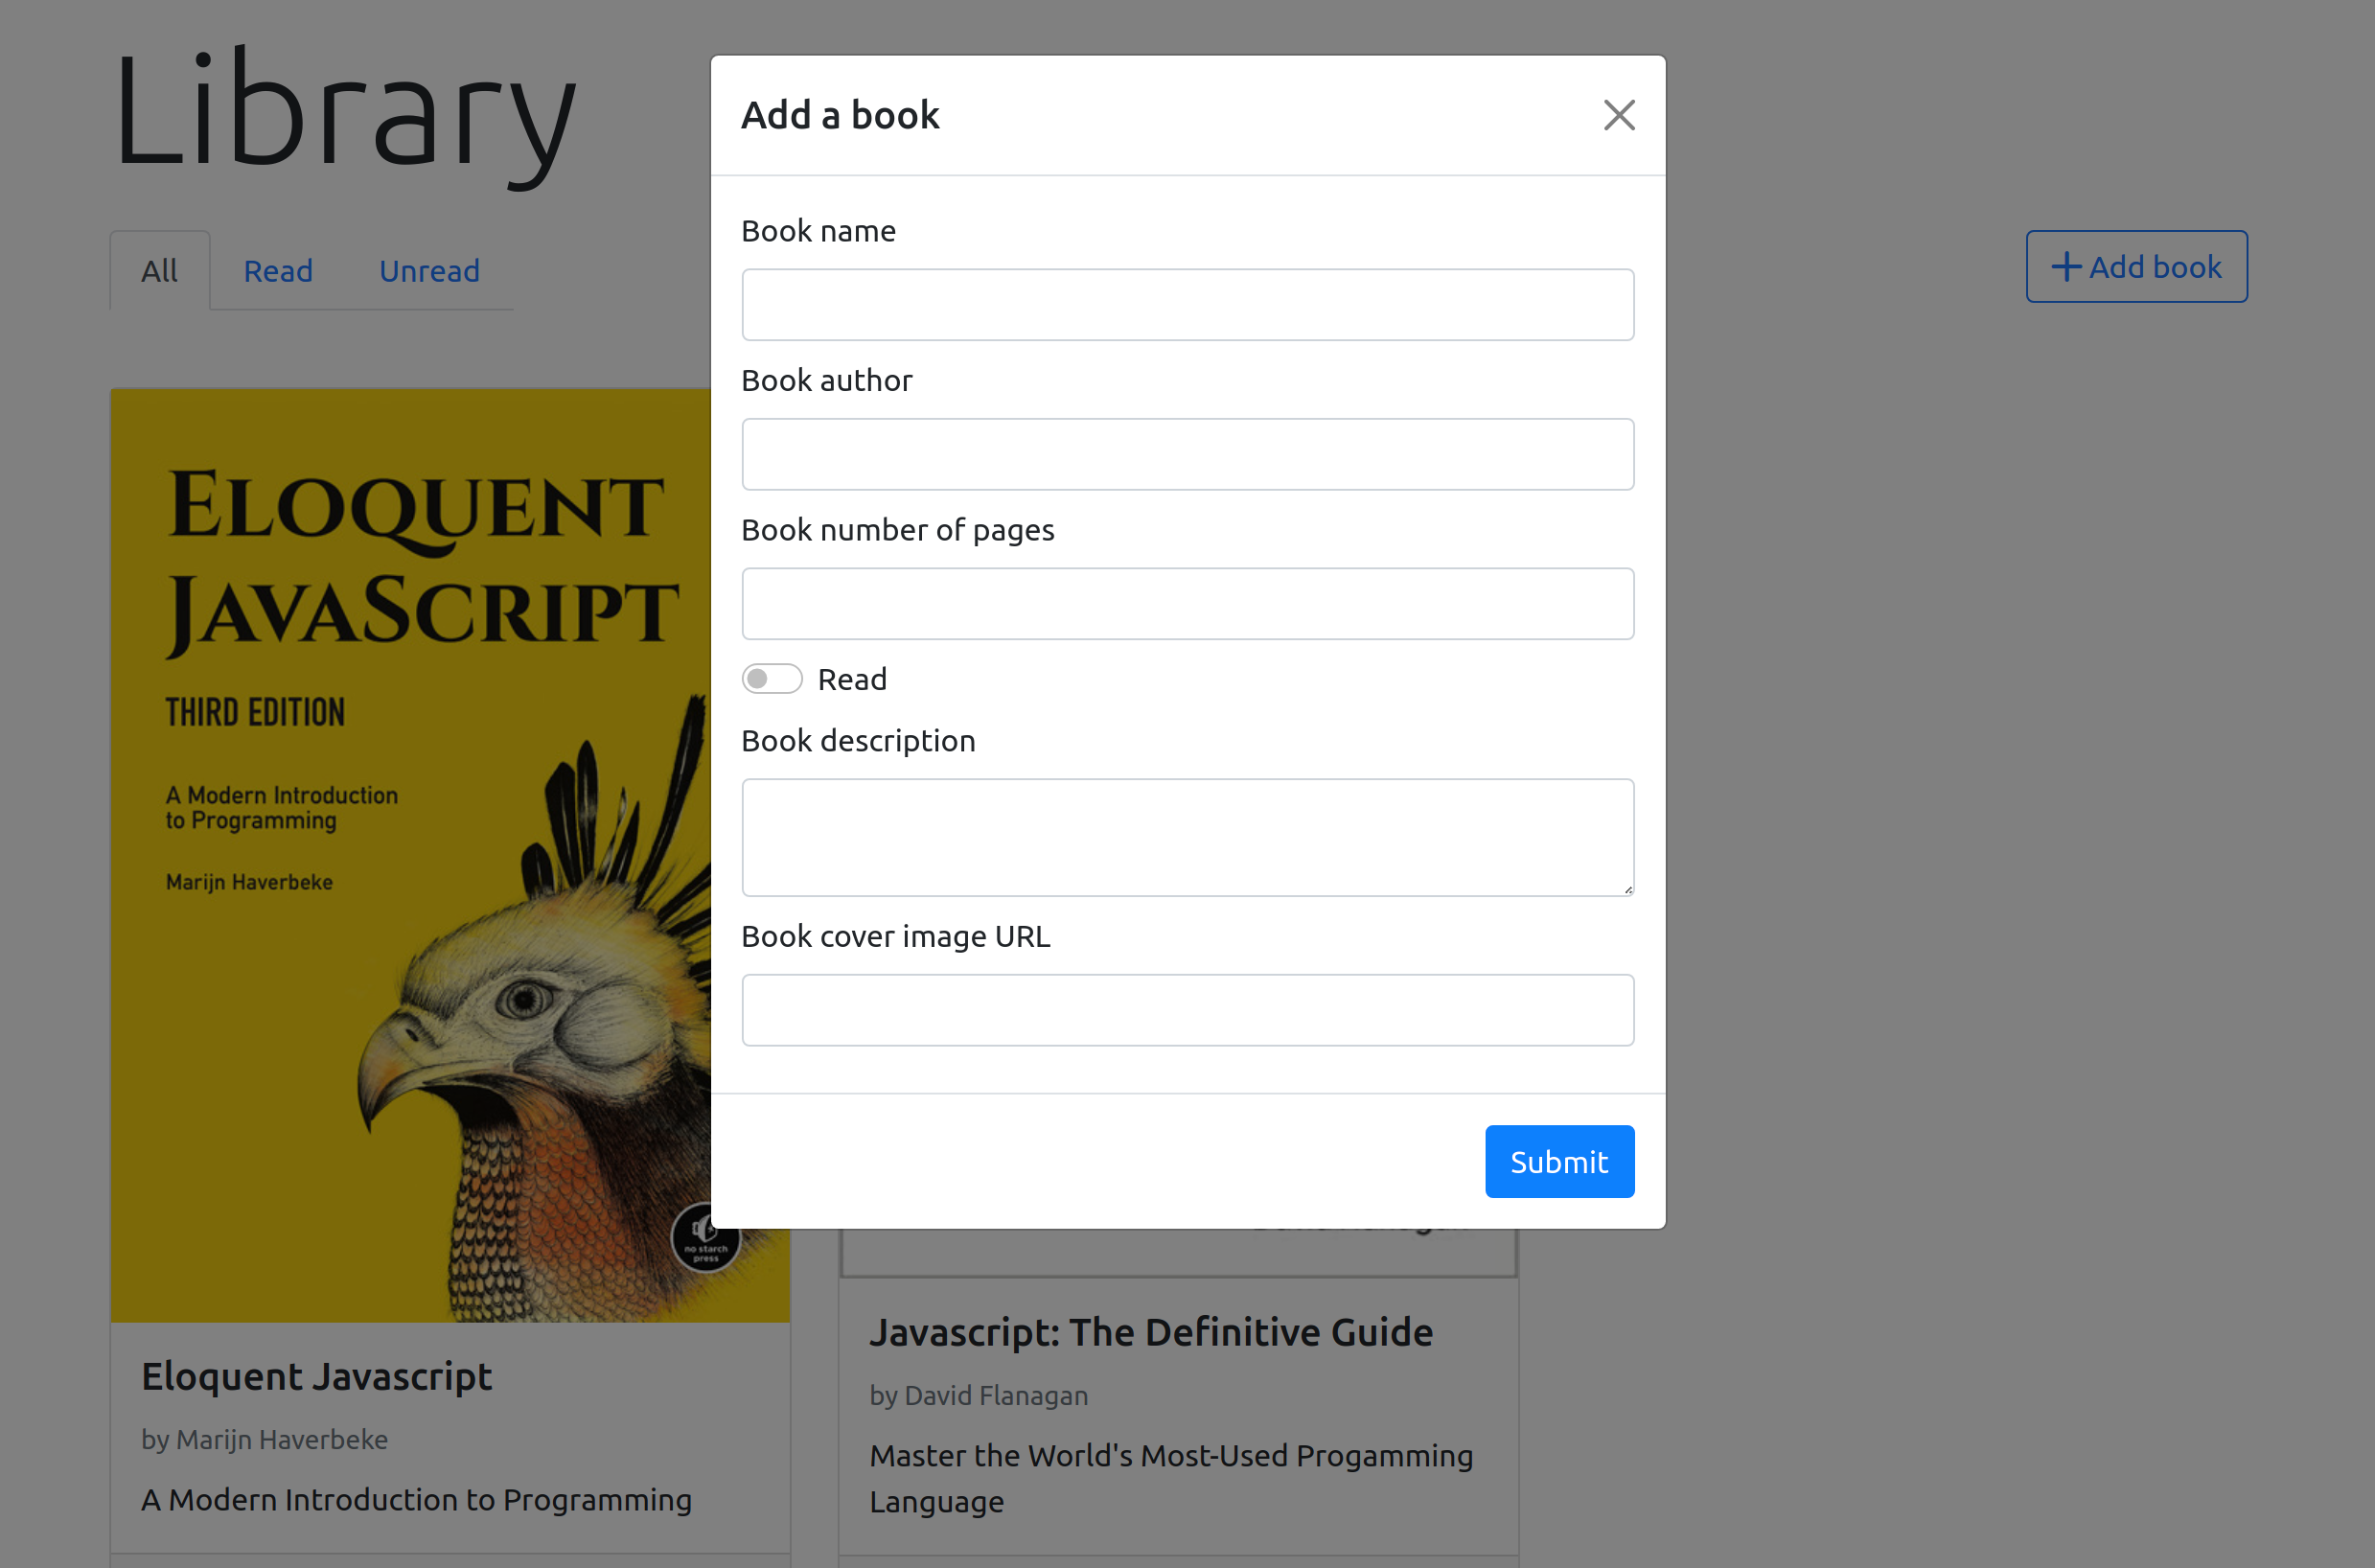 Library
All
Read
Unread
Add book
Add a book
Book name
Book author
Book number of pages
Read
Book description
Book cover image URL
Submit
ELOQUENT
JAVASCRIPT
THIRD EDITION
A Modern Introduction
to Programming
Marijn Haverbeke
no starch
press
Eloquent Javascript
by Marijn Haverbeke
A Modern Introduction to Programming
Javascript: The Definitive Guide
by David Flanagan
Master the World's Most-Used Progamming
Language